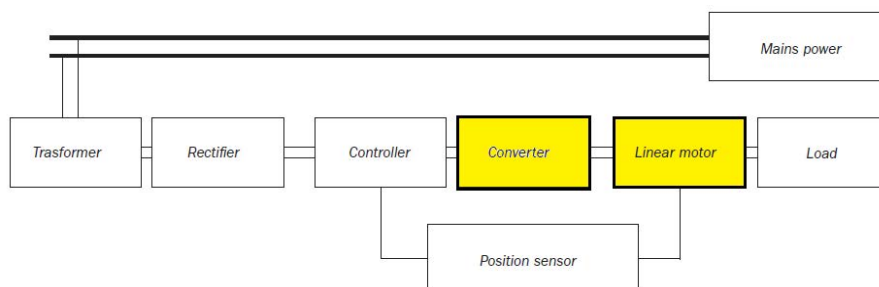 Mains power
Trasformer
Rectifier
Controller
Converter
Linear motor
Load
Position sensor